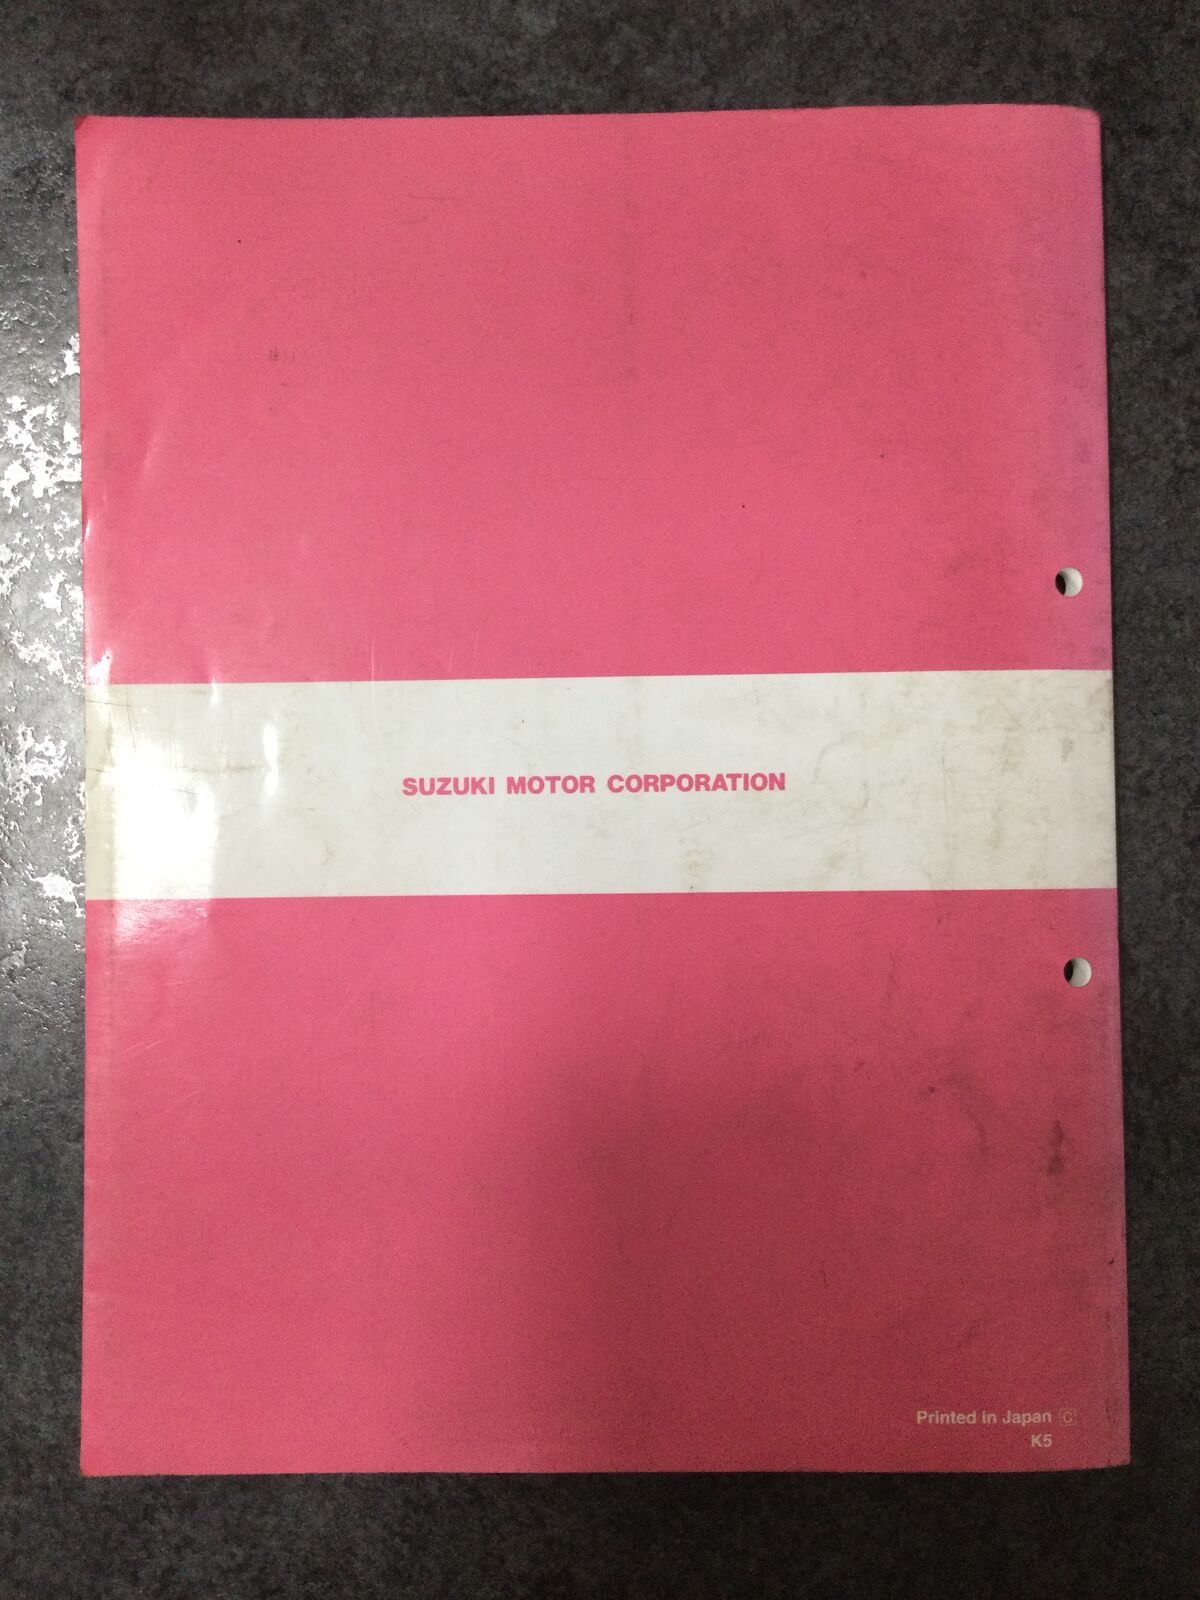 SUZUKI MOTOR CORPORATION
Printed in Japan C
K5